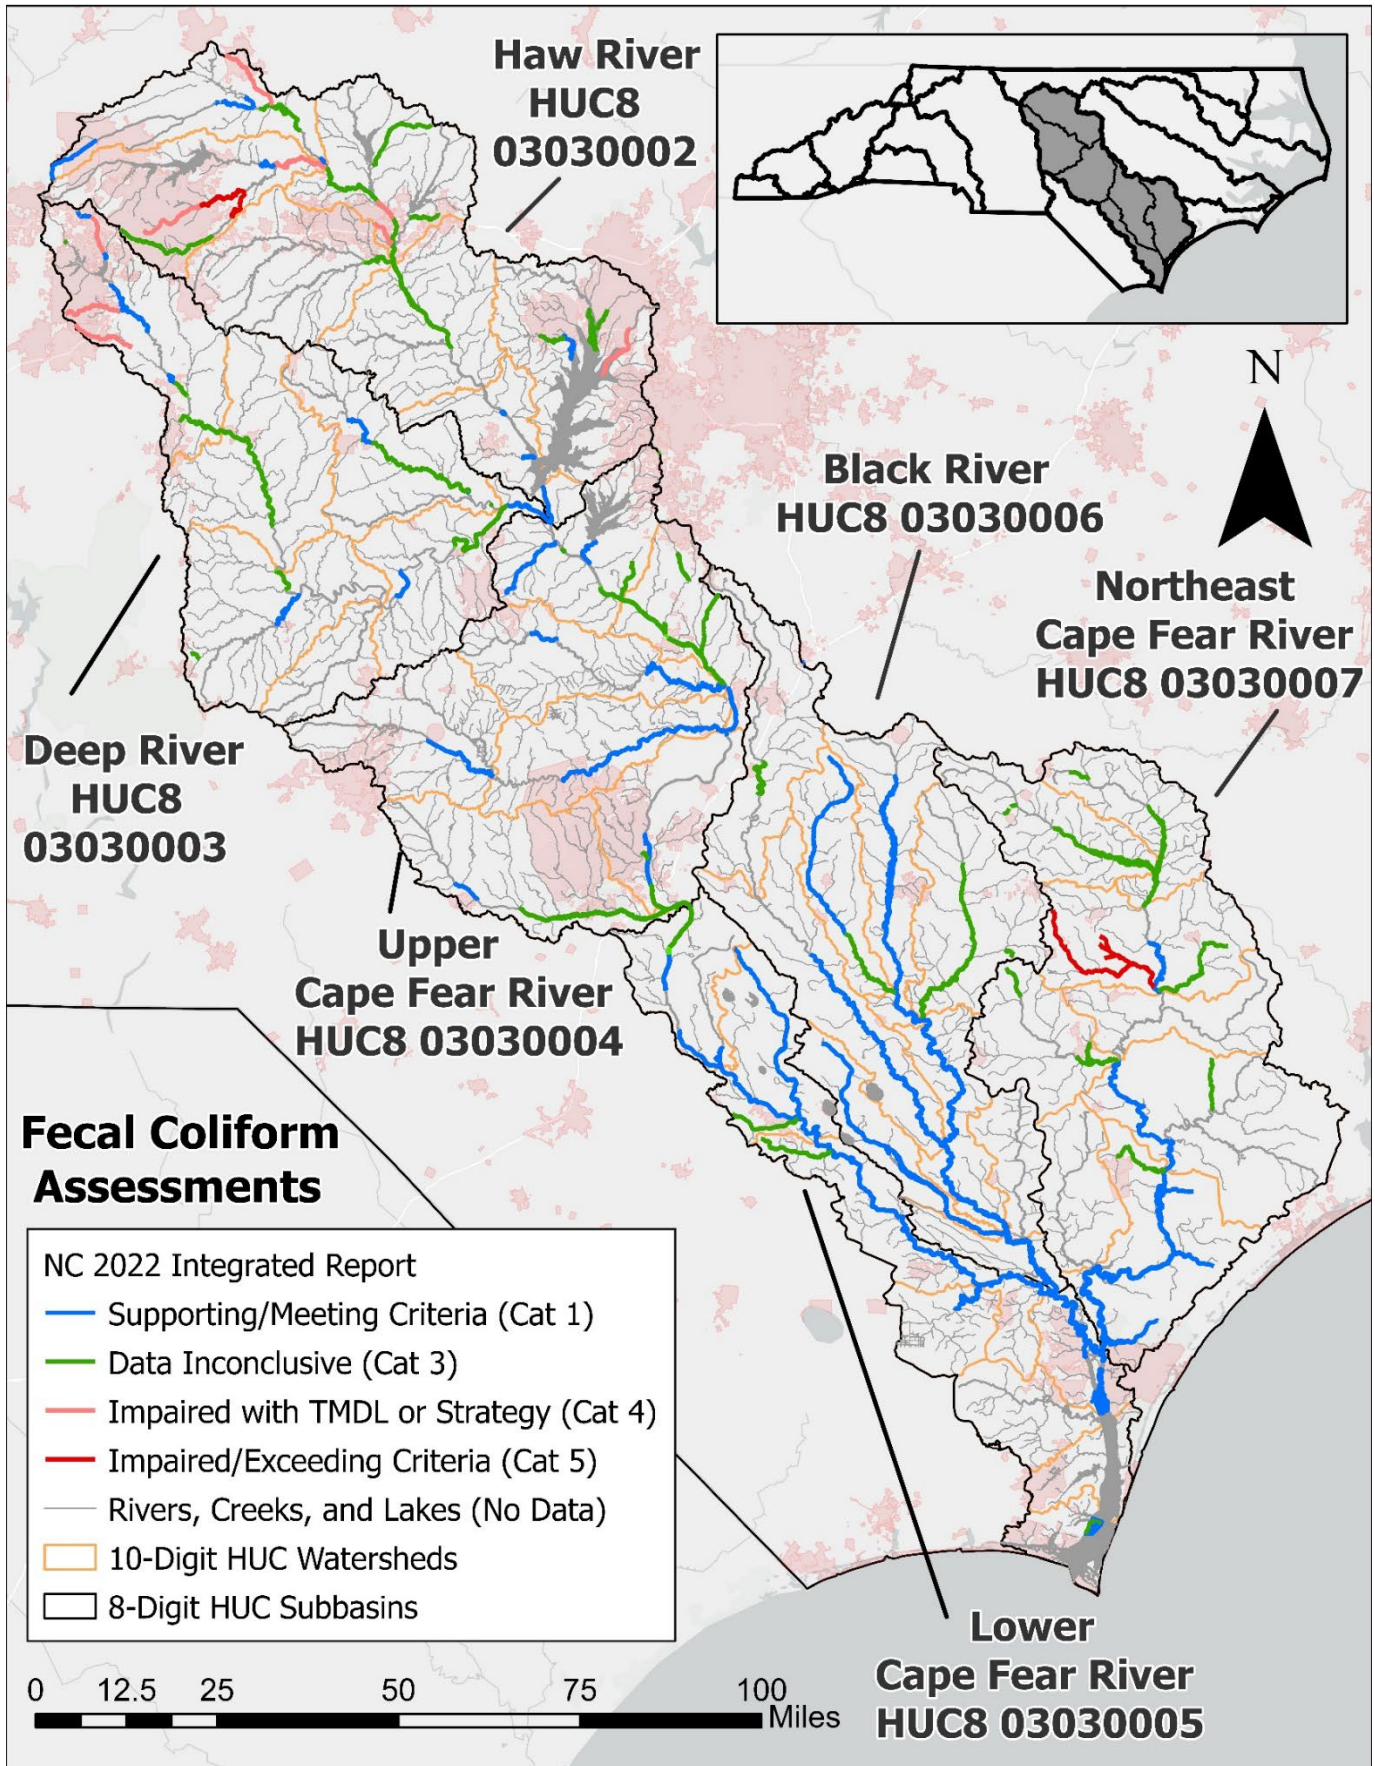 Haw River
HUC8
03030002
N
Black River
HUC8 03030006
Northeast
Cape Fear River
HUC8 03030007
Deep River
HUC8
03030003
Upper
Cape Fear River
HUC8 03030004
Fecal Coliform
Assessments
NC 2022 Integrated Report
Supporting/Meeting Criteria (Cat 1)
Data Inconclusive (Cat 3)
Impaired with TMDL or Strategy (Cat 4)
Impaired/Exceeding Criteria (Cat 5)
Rivers, Creeks, and Lakes (No Data)
10-Digit HUC Watersheds
8-Digit HUC Subbasins
Lower
Cape Fear River
HUC8 03030005
0 12.5 25 50 75 100
Miles